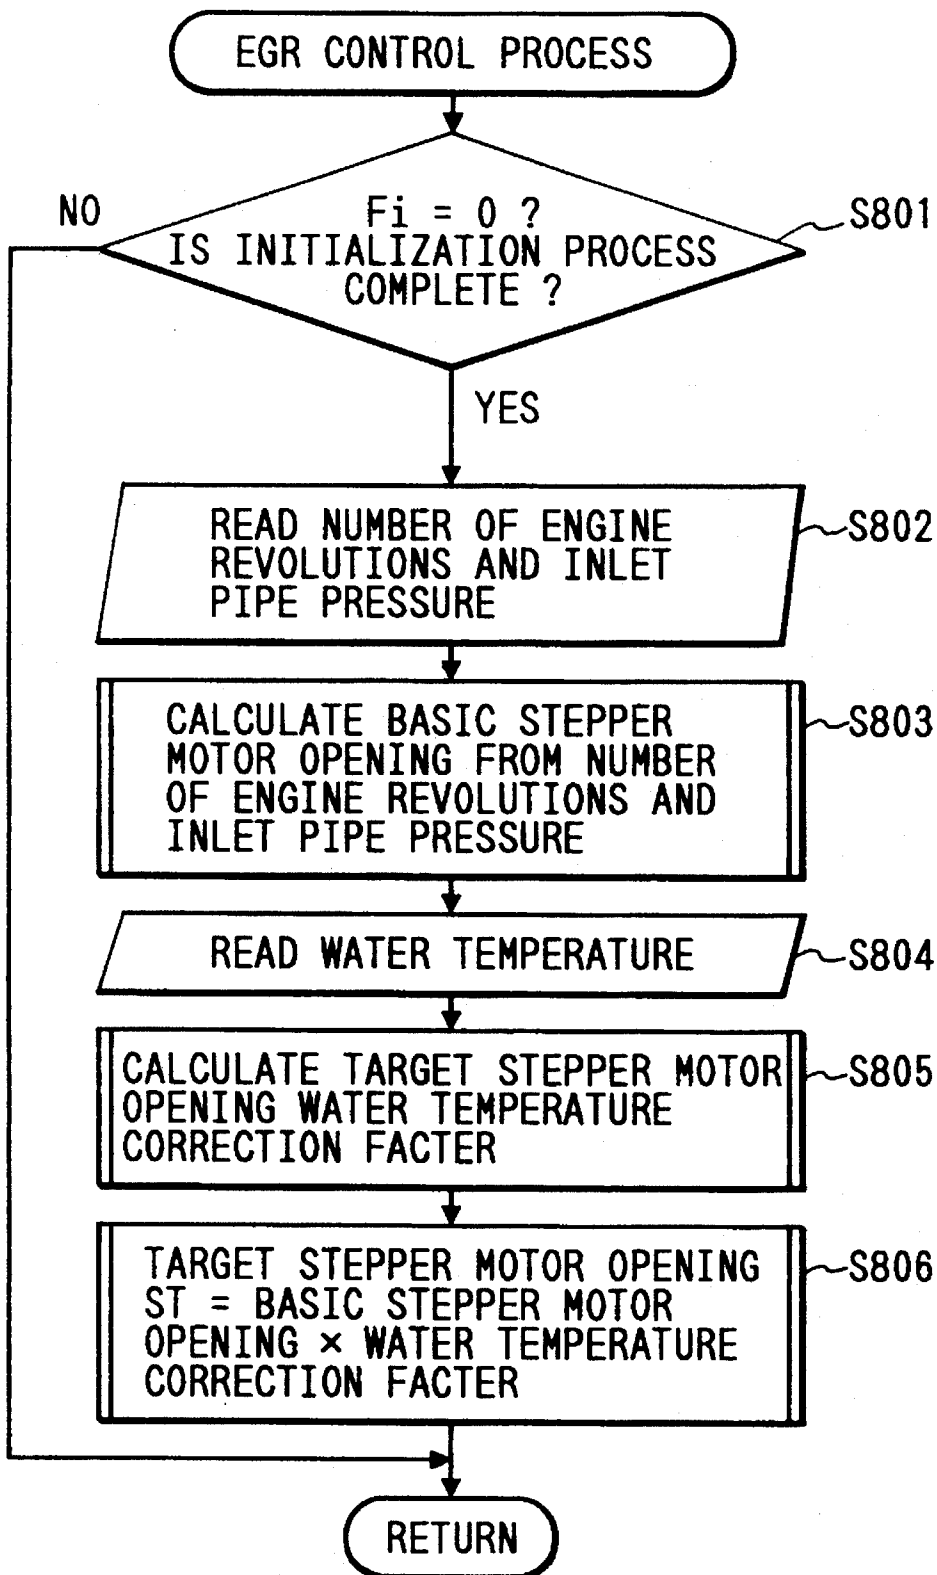 EGR CONTROL PROCESS
NO
Fi = 0 ?
IS INITIALIZATION PROCESS
COMPLETE ?
S801
YES
READ NUMBER OF ENGINE
REVOLUTIONS AND INLET
PIPE PRESSURE
S802
CALCULATE BASIC STEPPER
MOTOR OPENING FROM NUMBER
OF ENGINE REVOLUTIONS AND
INLET PIPE PRESSURE
S803
READ WATER TEMPERATURE
S804
CALCULATE TARGET STEPPER MOTOR
OPENING WATER TEMPERATURE
CORRECTION FACTER
S805
TARGET STEPPER MOTOR OPENING
ST = BASIC STEPPER MOTOR
OPENING × WATER TEMPERATURE
CORRECTION FACTER
S806
RETURN